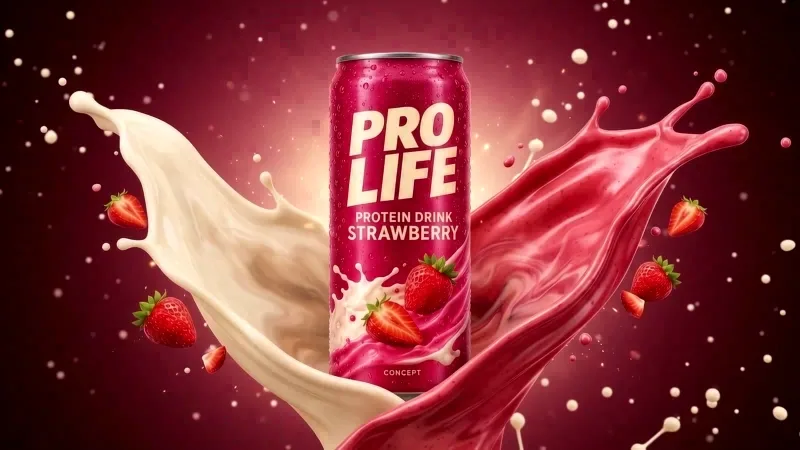 PRO
LIFE
PROTEIN DRINK
STRAWBERRY
CONCEPT